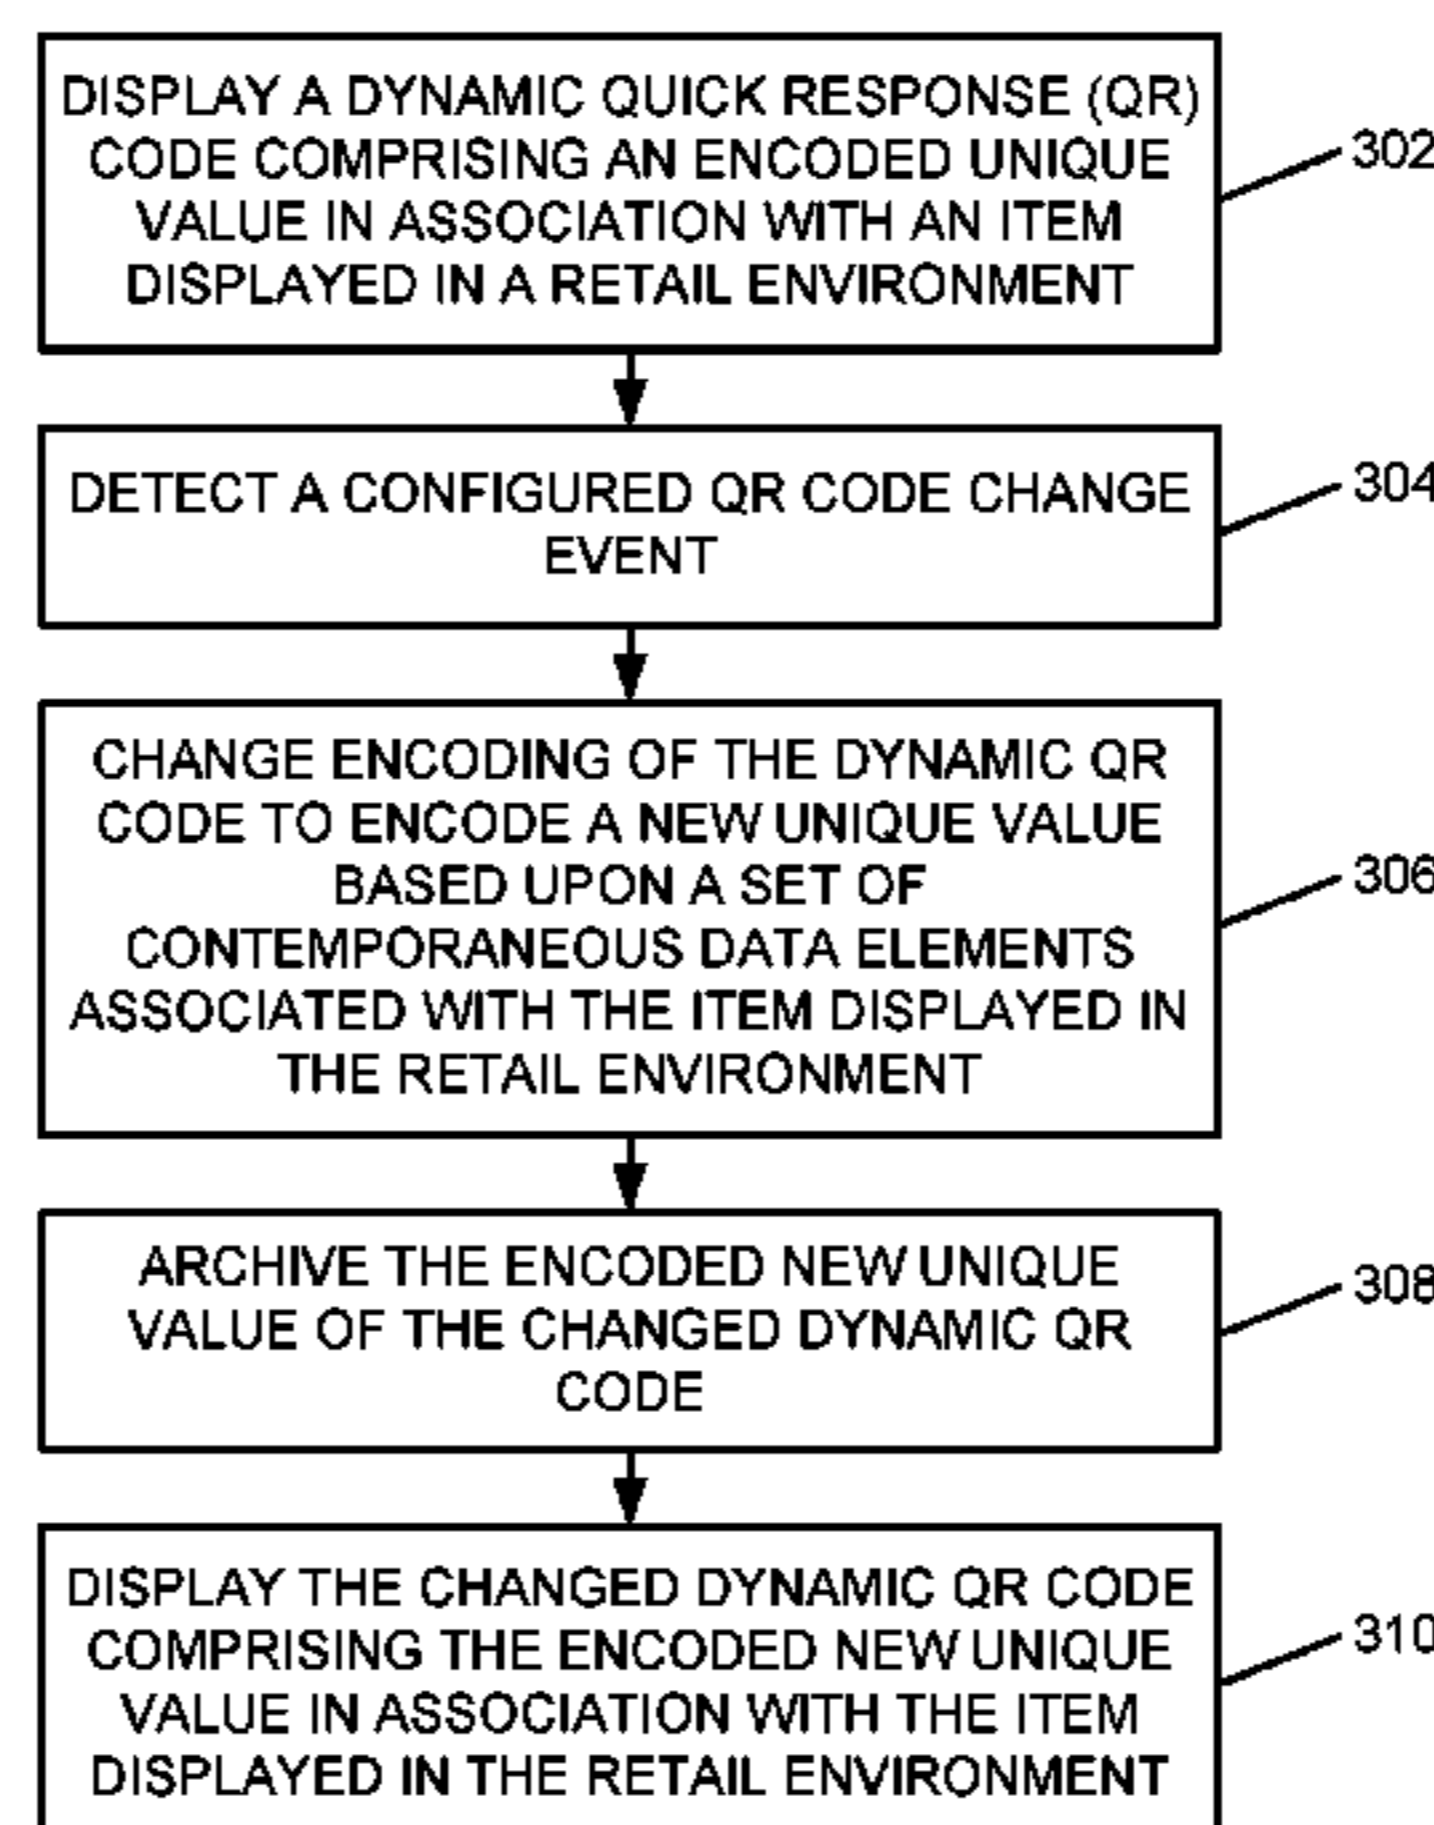 DISPLAY A DYNAMIC QUICK RESPONSE (QR)
CODE COMPRISING AN ENCODED UNIQUE
VALUE IN ASSOCIATION WITH AN ITEM
DISPLAYED IN A RETAIL ENVIRONMENT
302
DETECT A CONFIGURED QR CODE CHANGE
EVENT
304
CHANGE ENCODING OF THE DYNAMIC QR
CODE TO ENCODE A NEW UNIQUE VALUE
BASED UPON A SET OF
CONTEMPORANEOUS DATA ELEMENTS
ASSOCIATED WITH THE ITEM DISPLAYED IN
THE RETAIL ENVIRONMENT
306
ARCHIVE THE ENCODED NEW UNIQUE
VALUE OF THE CHANGED DYNAMIC QR
CODE
308
DISPLAY THE CHANGED DYNAMIC QR CODE
COMPRISING THE ENCODED NEW UNIQUE
VALUE IN ASSOCIATION WITH THE ITEM
DISPLAYED IN THE RETAIL ENVIRONMENT
310